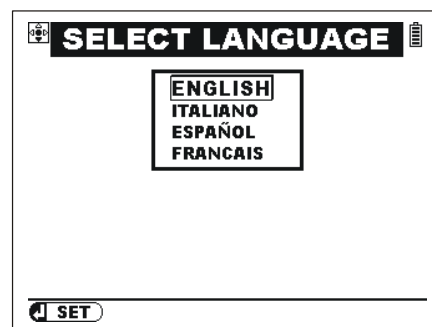 SELECT LANGUAGE
ENGLISH
ITALIANO
ESPAÑOL
FRANCAIS
SET